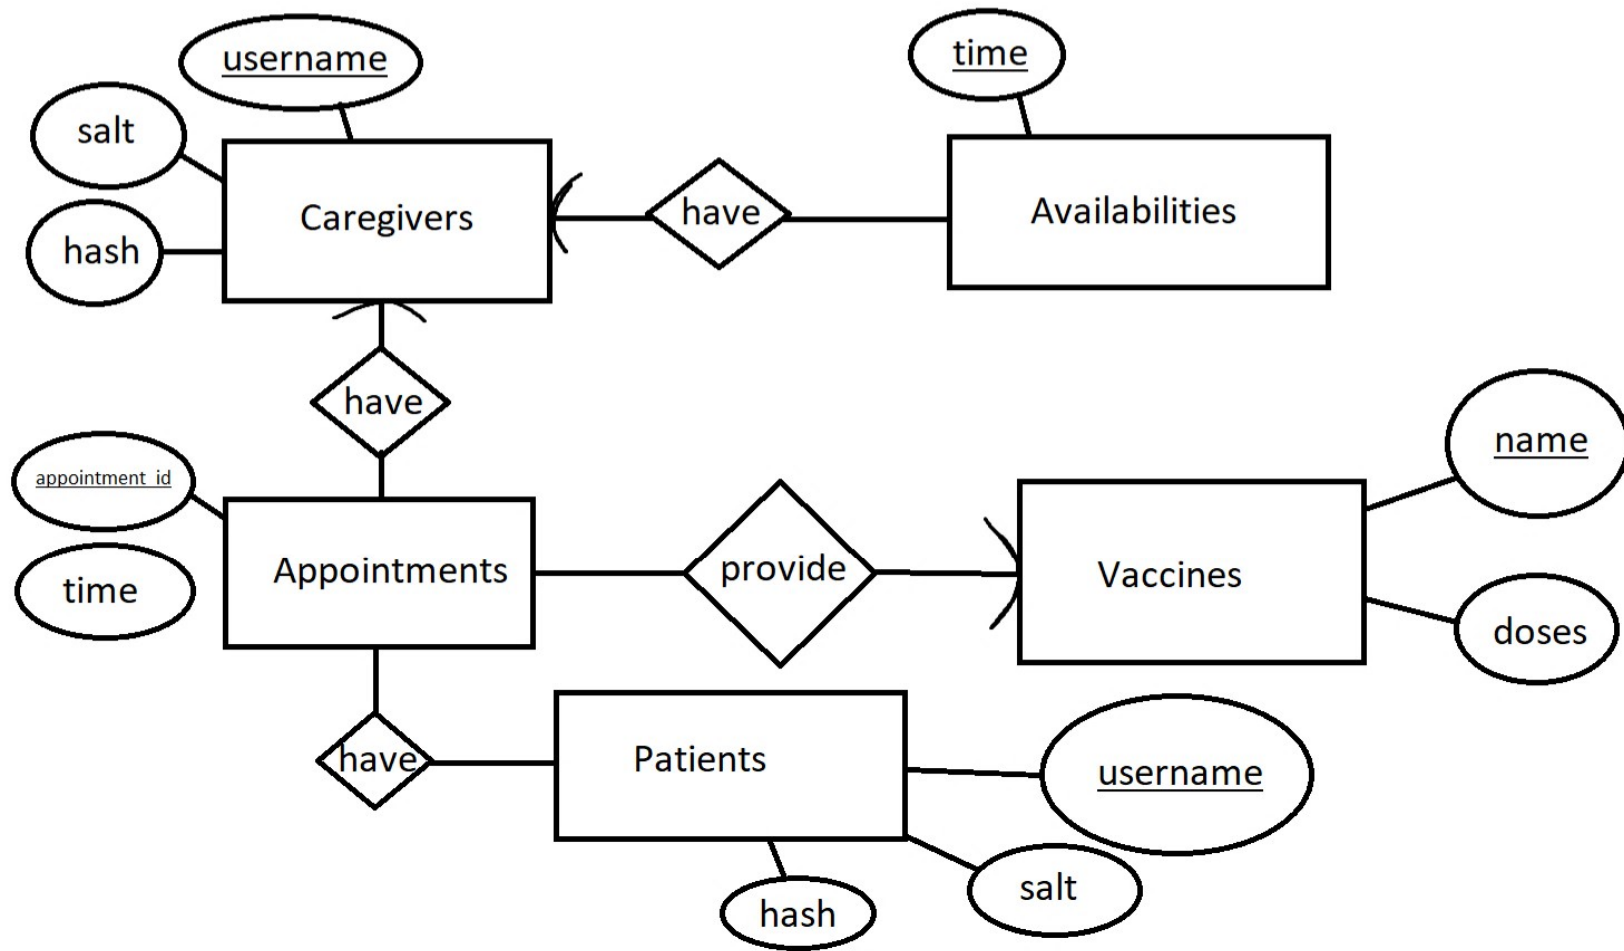 username
time
salt
Caregivers
have
Availabilities
hash
have
appointment_id
name
Appointments
provide
Vaccines
time
doses
have
Patients
username
salt
hash